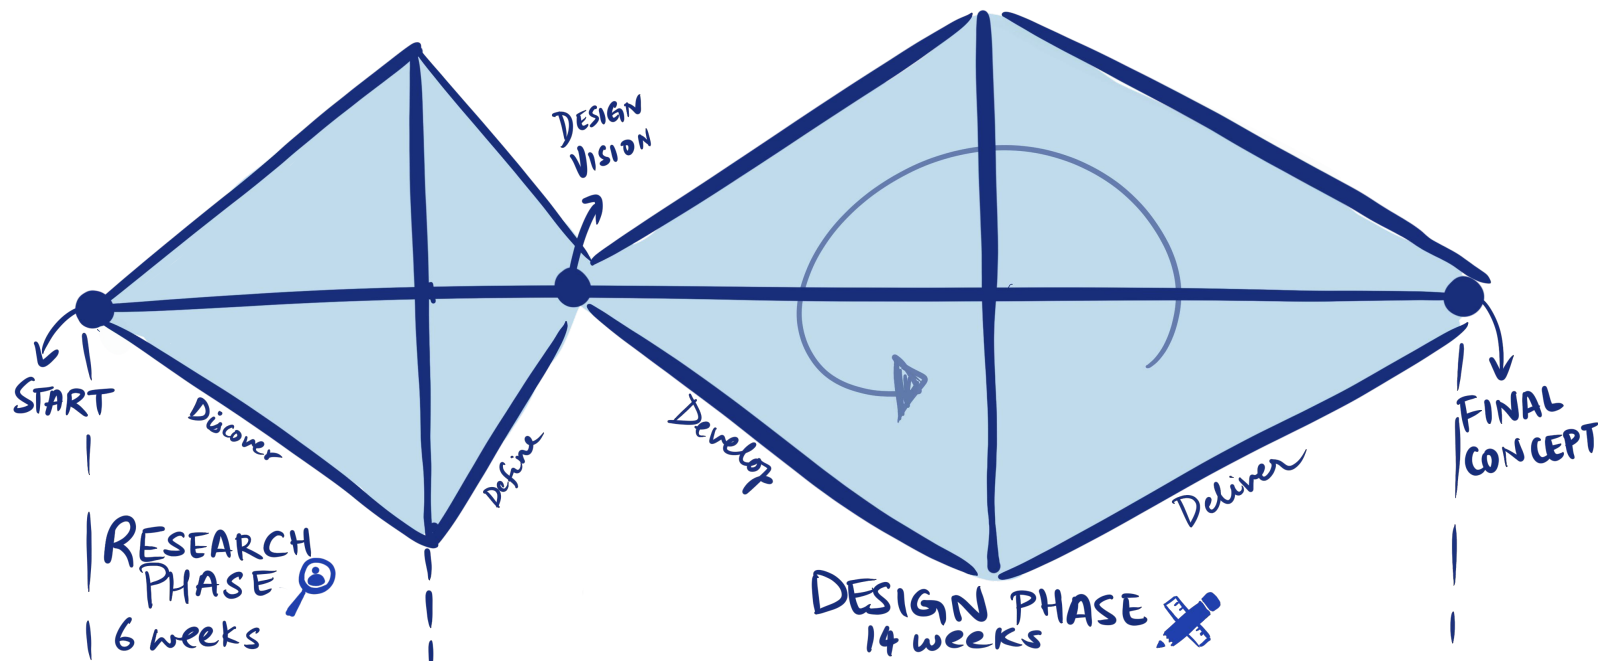 DESIGN
VISION
START
Discover
Define
Develop
Deliver
FINAL
CONCEPT
RESEARCH
PHASE
6 weeks
DESIGN PHASE
14 weeks